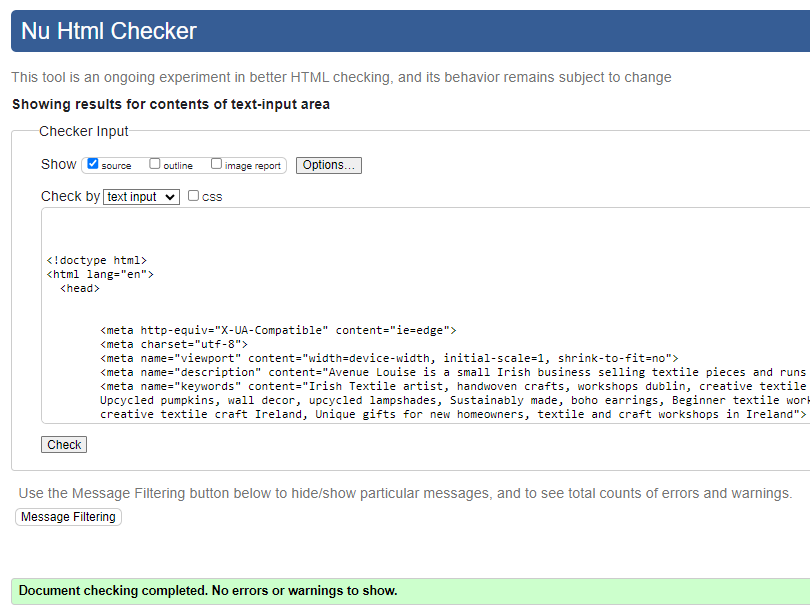 Nu Html Checker
This tool is an ongoing experiment in better HTML checking, and its behavior remains subject to change
Showing results for contents of text-input area
Checker Input
Show source outline image report Options...
Check by text input css
<!doctype html>
<html lang="en">
<head>
<meta http-equiv="X-UA-Compatible" content="ie=edge">
<meta charset="utf-8">
<meta name="viewport" content="width=device-width, initial-scale=1, shrink-to-fit=no">
<meta name="description" content="Avenue Louise is a small Irish business selling textile pieces and runs
<meta name="keywords" content="Irish Textile artist, handwoven crafts, workshops dublin, creative textile
Upcycled pumpkins, wall decor, upcycled lampshades, Sustainably made, boho earrings, Beginner textile
creative textile craft Ireland, Unique gifts for new homeowners, textile and craft workshops in Ireland">
Check
Use the Message Filtering button below to hide/show particular messages, and to see total counts of errors and warnings.
Message Filtering
Document checking completed. No errors or warnings to show.